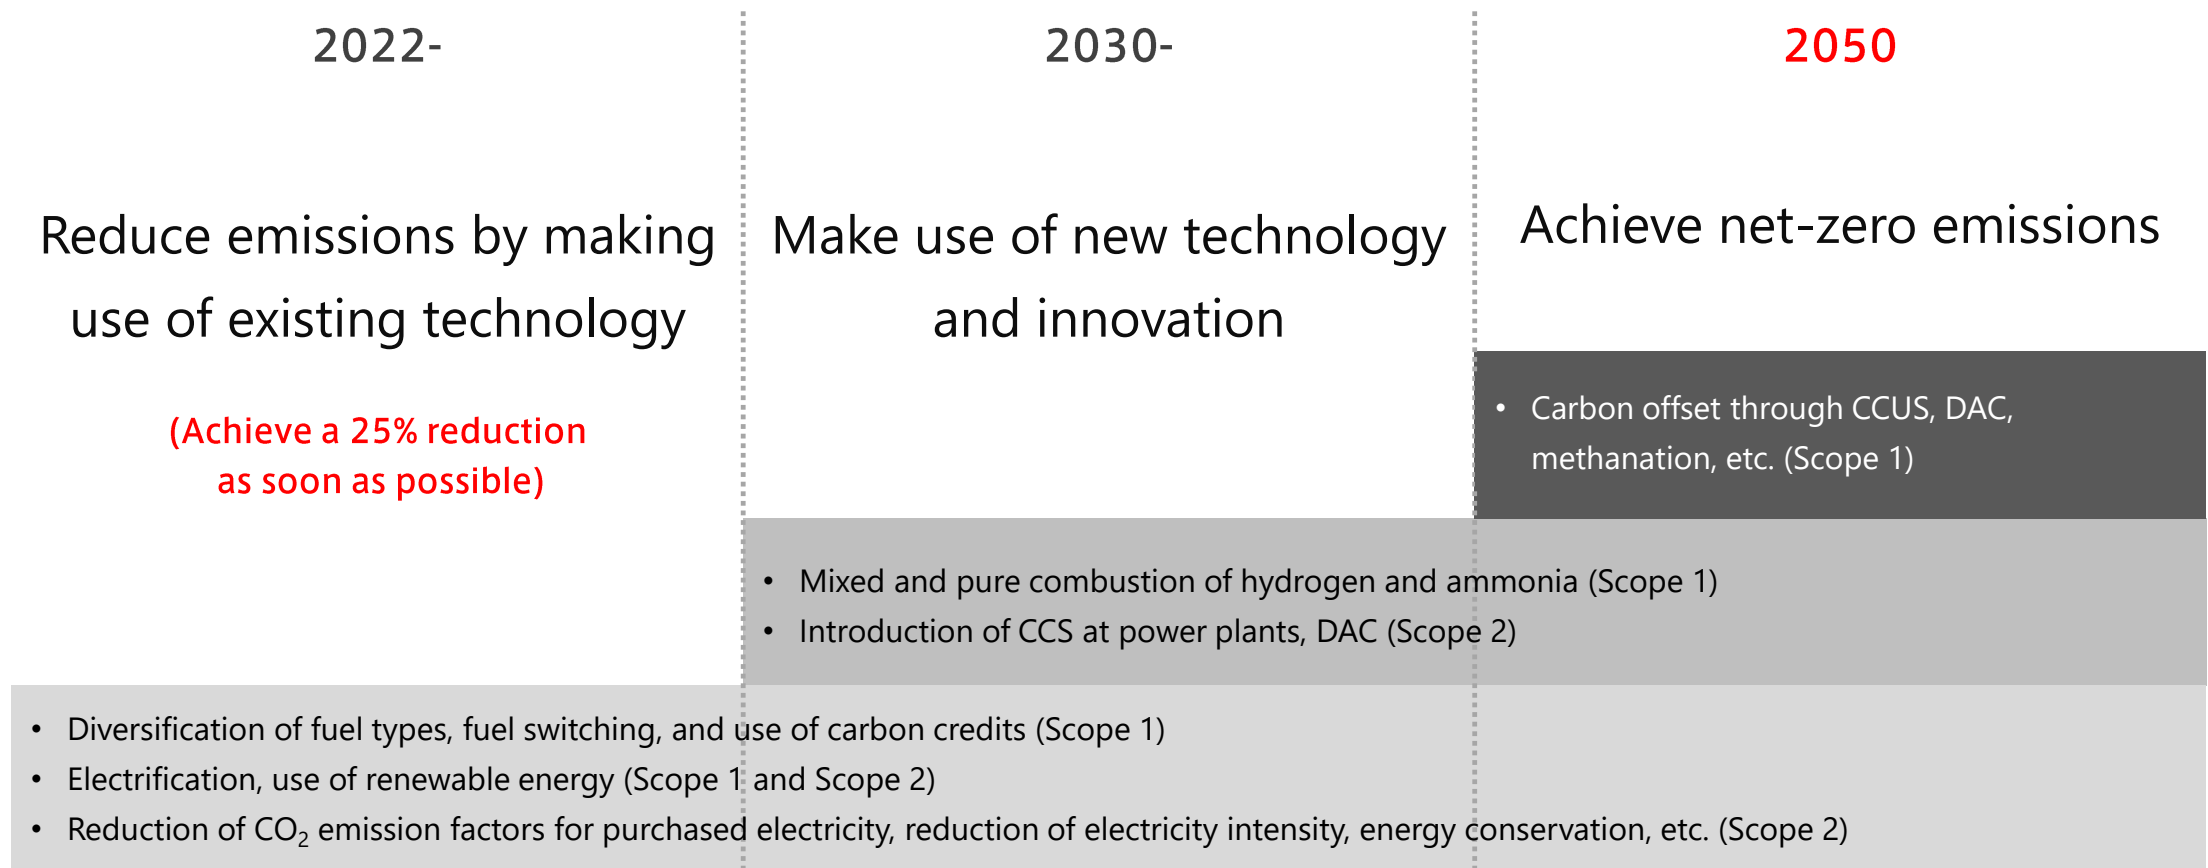 2022-
Reduce emissions by making
use of existing technology
(Achieve a 25% reduction
as soon as possible)
2030-
Make use of new technology
and innovation
2050
Achieve net-zero emissions
• Carbon offset through CCUS, DAC,
methanation, etc. (Scope 1)
• Mixed and pure combustion of hydrogen and ammonia (Scope 1)
• Introduction of CCS at power plants, DAC (Scope 2)
• Diversification of fuel types, fuel switching, and use of carbon credits (Scope 1)
• Electrification, use of renewable energy (Scope 1 and Scope 2)
• Reduction of CO₂ emission factors for purchased electricity, reduction of electricity intensity, energy conservation, etc. (Scope 2)